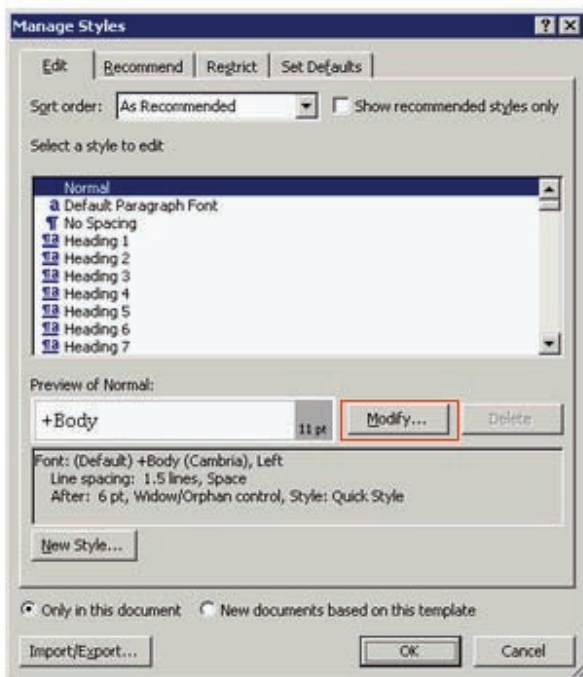 Manage Styles
Edit Recommend Restrict Set Defaults
Sort order: As Recommended Show recommended styles only
Select a style to edit
Normal
a Default Paragraph Font
¶ No Spacing
¶a Heading 1
¶a Heading 2
¶a Heading 3
¶a Heading 4
¶a Heading 5
¶a Heading 6
¶a Heading 7
Preview of Normal:
+Body 11 pt Modify... Delete
Font: (Default) +Body (Cambria), Left
Line spacing: 1.5 lines, Space
After: 6 pt, Widow/Orphan control, Style: Quick Style
New Style...
Only in this document New documents based on this template
Import/Export... OK Cancel